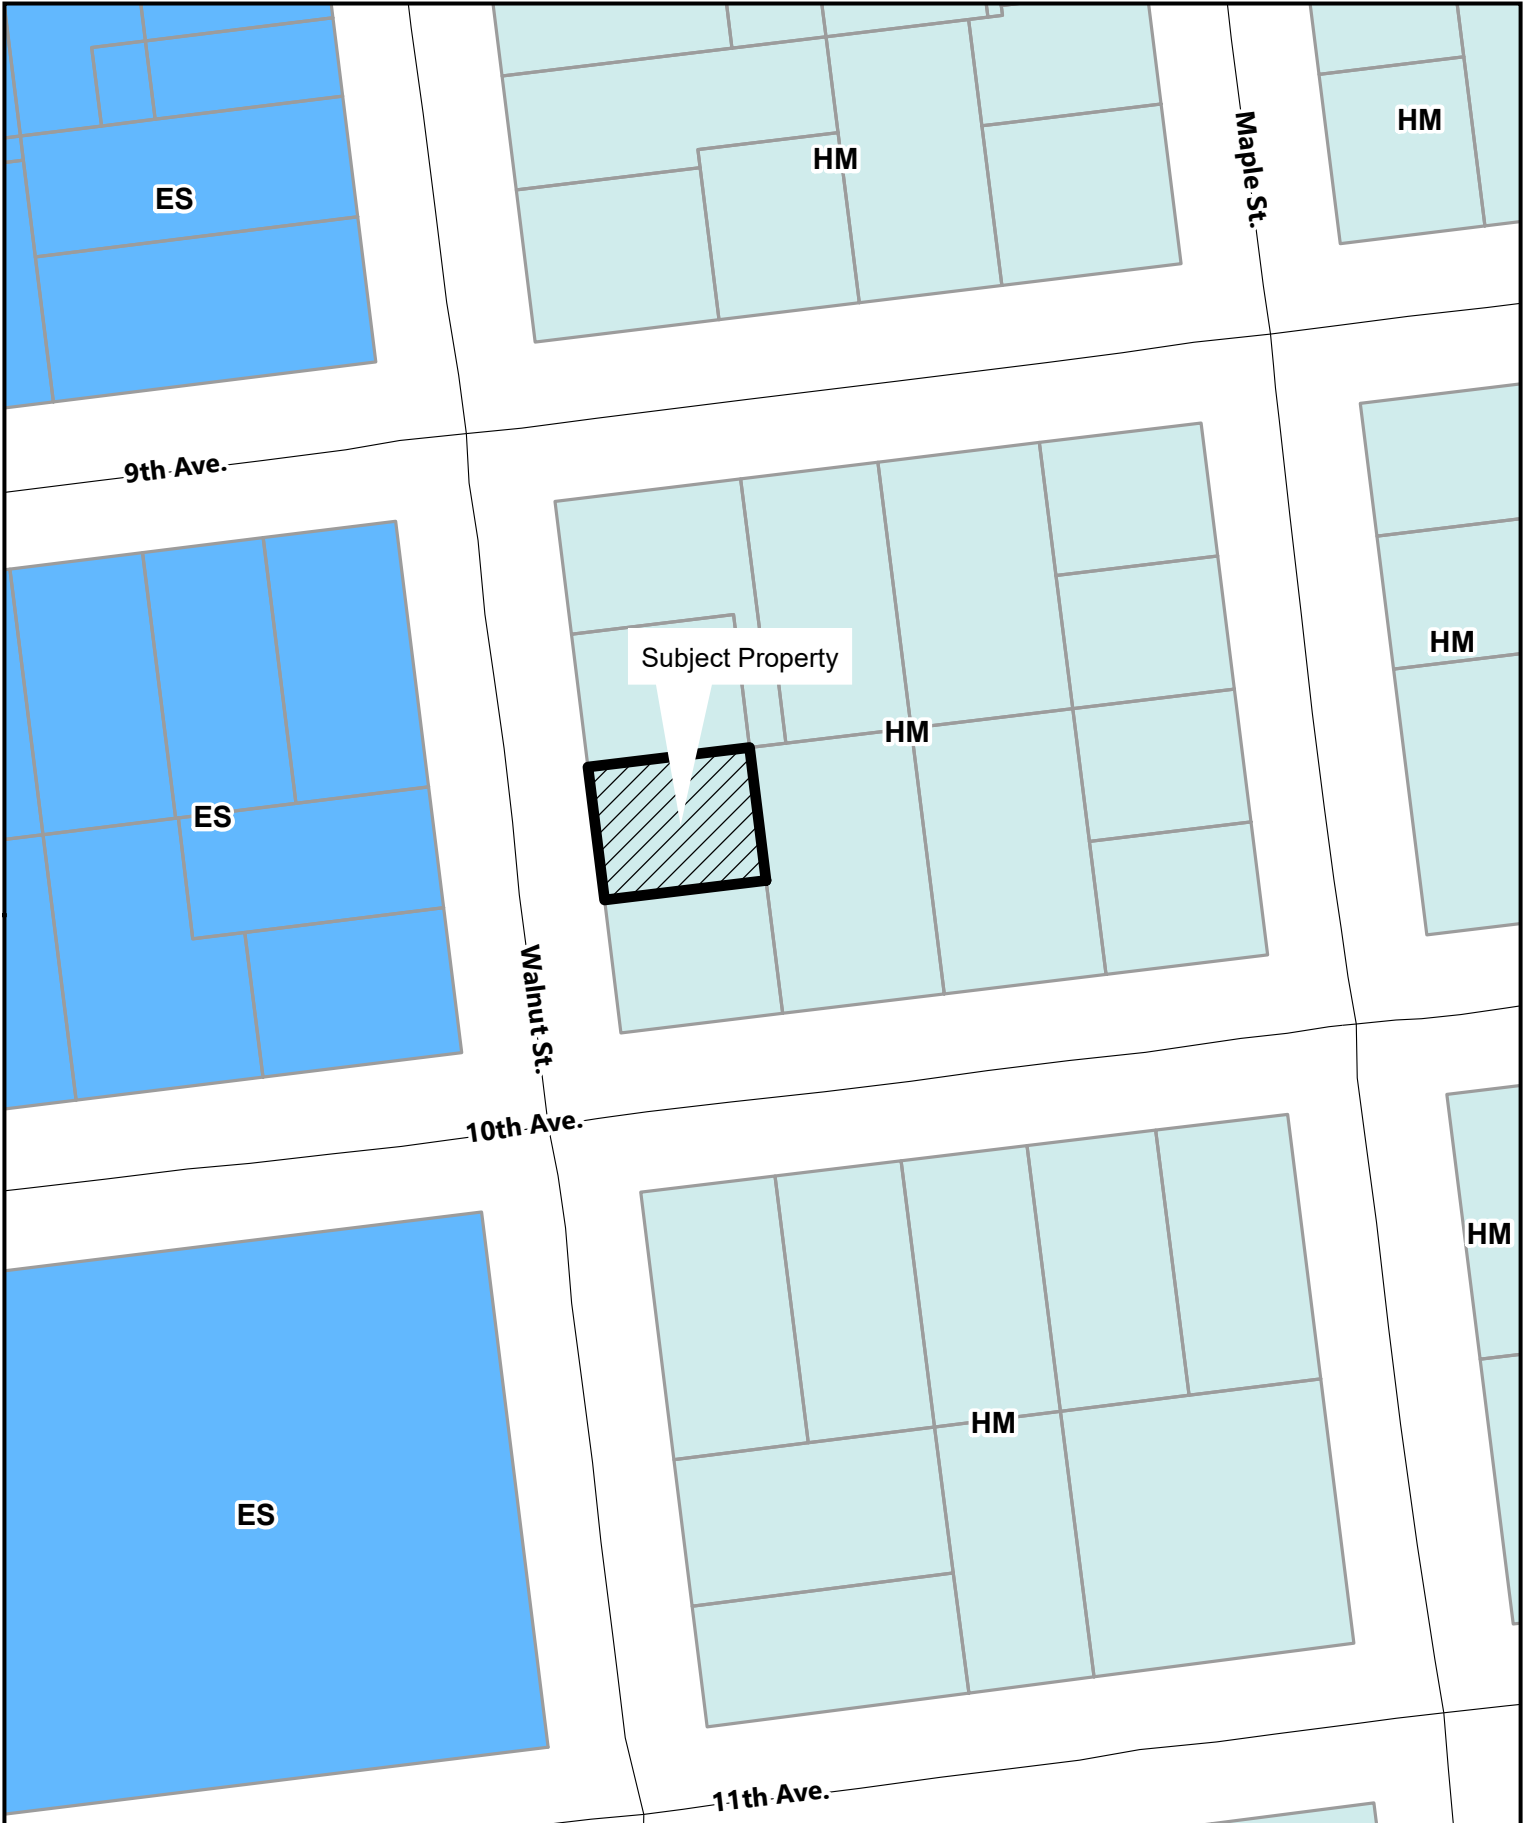 HM
Maple St.
HM
ES
9th Ave.
HM
Subject Property
HM
ES
Walnut St.
10th Ave.
HM
HM
ES
11th Ave.